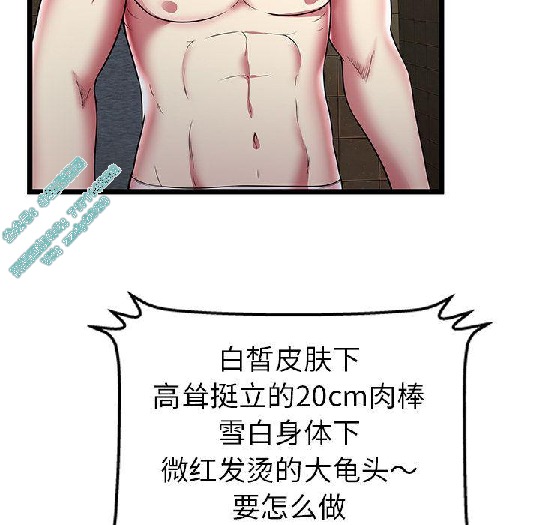 白皙皮肤下
高耸挺立的20cm肉棒
雪白身体下
微红发烫的大龟头～
要怎么做